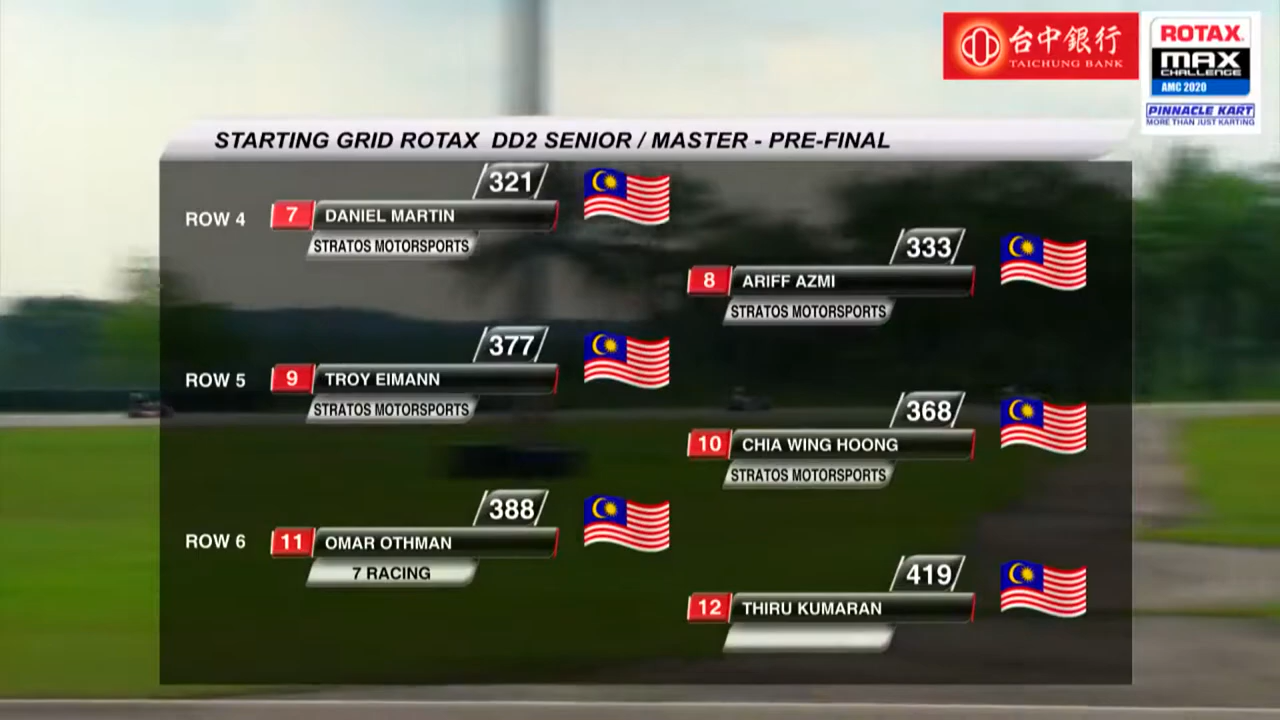 台中銀行
TAICHUNG BANK
ROTAX
MAX
CHALLENGE
AMC 2020
PINNACLE KART
MORE THAN JUST KARTING
STARTING GRID ROTAX DD2 SENIOR / MASTER - PRE-FINAL
321
ROW 4 7 DANIEL MARTIN
STRATOS MOTORSPORTS
333
8 ARIFF AZMI
STRATOS MOTORSPORTS
377
ROW 5 9 TROY EIMANN
STRATOS MOTORSPORTS
368
10 CHIA WING HOONG
STRATOS MOTORSPORTS
388
ROW 6 11 OMAR OTHMAN
7 RACING
419
12 THIRU KUMARAN